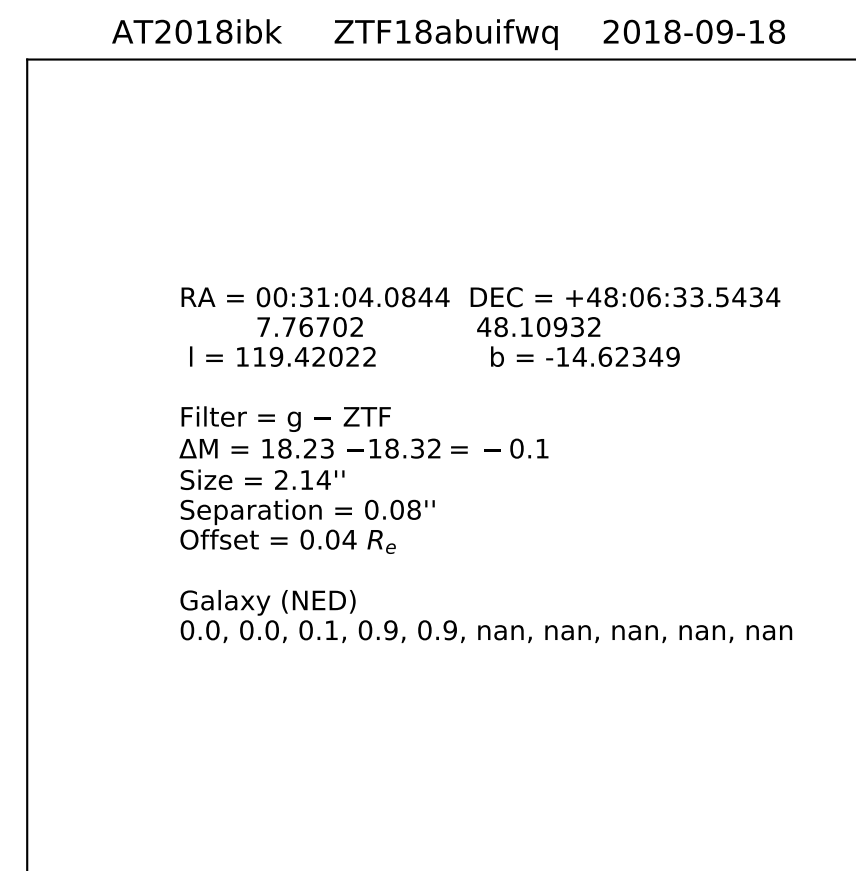 AT2018ibk ZTF18abuifwq 2018-09-18
RA = 00:31:04.0844 DEC = +48:06:33.5434
7.76702 48.10932
l = 119.42022 b = -14.62349
Filter = g − ZTF
ΔM = 18.23 −18.32 = − 0.1
Size = 2.14''
Separation = 0.08''
Offset = 0.04 Rₑ
Galaxy (NED)
0.0, 0.0, 0.1, 0.9, 0.9, nan, nan, nan, nan, nan